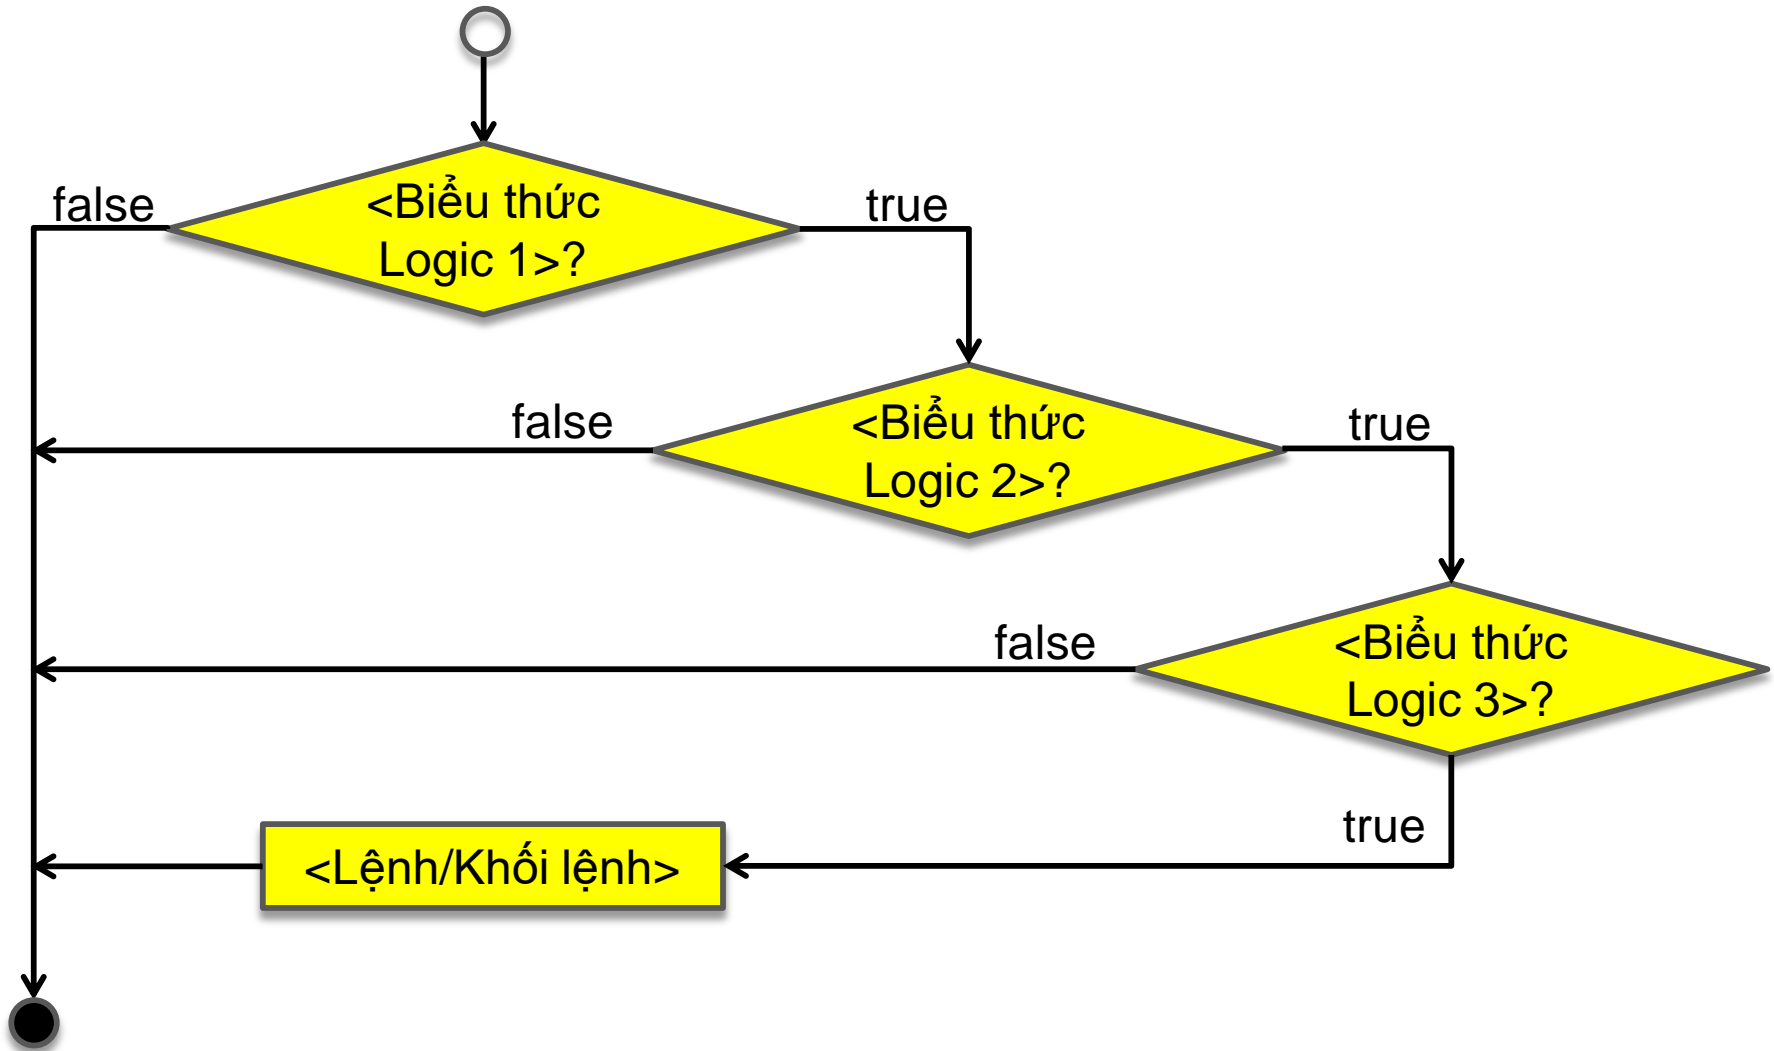 false
<Biểu thức
Logic 1>?
true
false
<Biểu thức
Logic 2>?
true
false
<Biểu thức
Logic 3>?
true
<Lệnh/Khối lệnh>